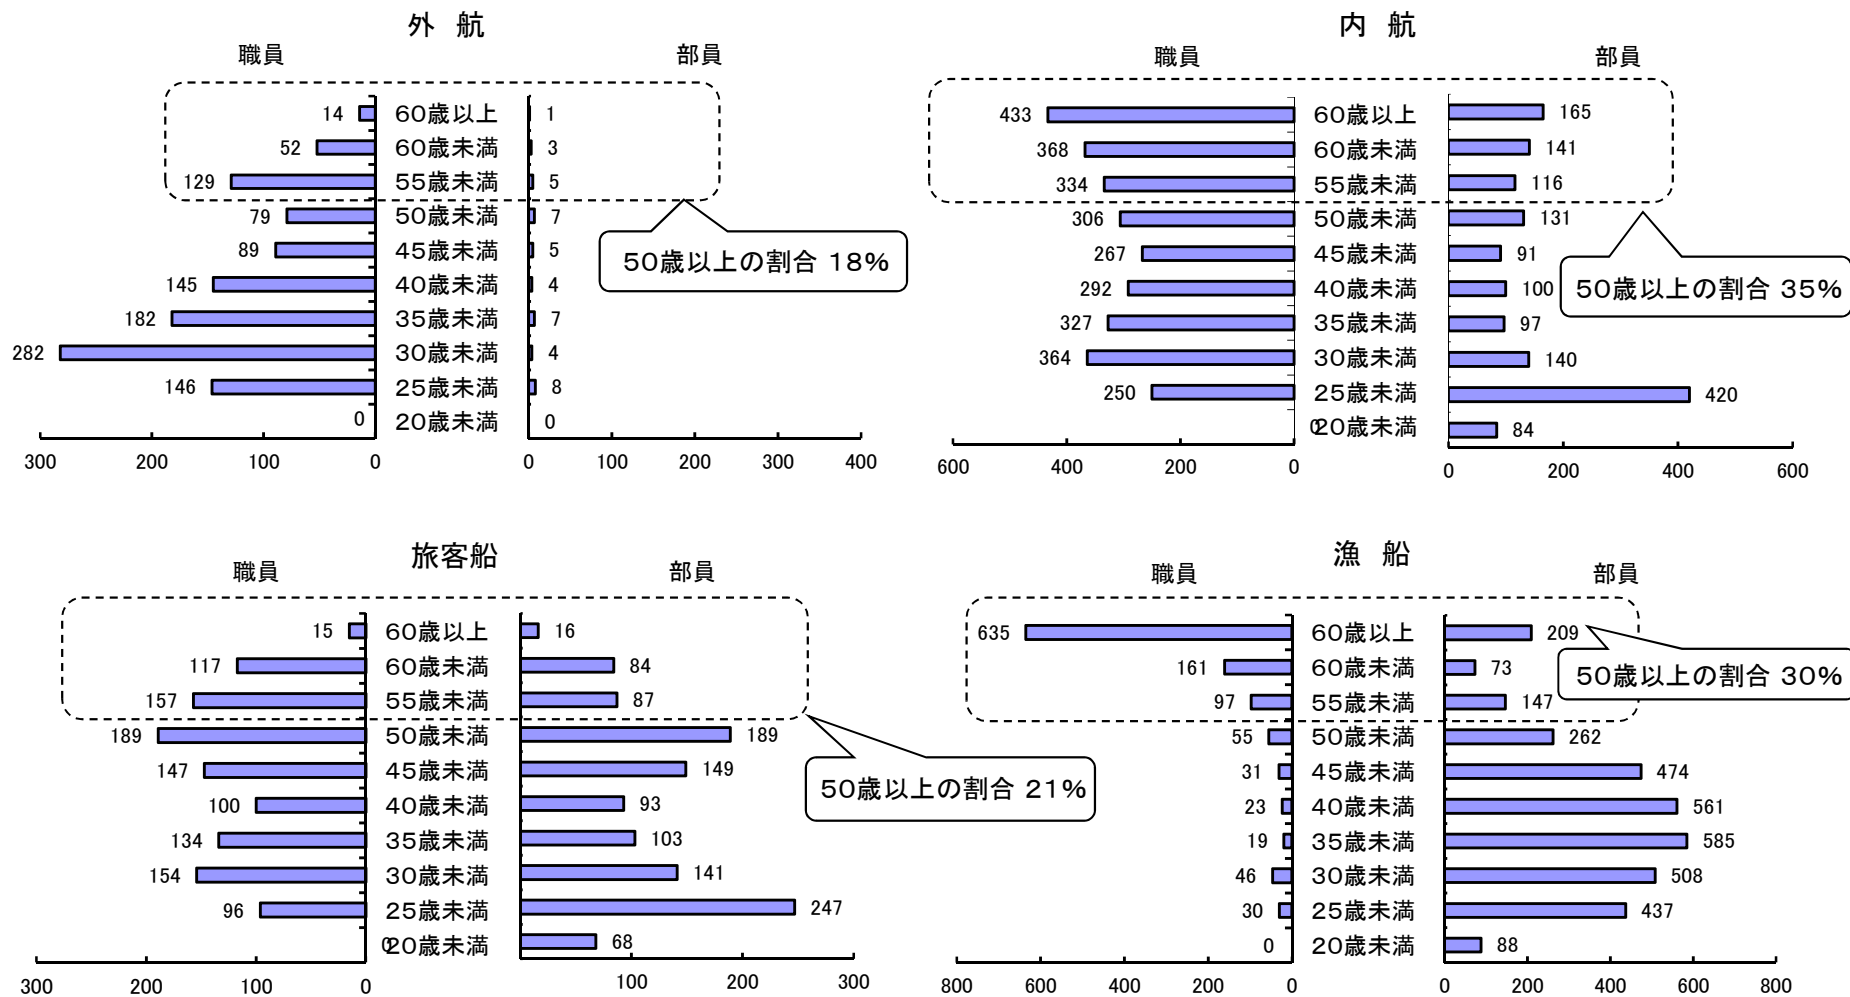 外 航
職員 部員
14 60歳以上 1
52 60歳未満 3
129 55歳未満 5
79 50歳未満 7
89 45歳未満 5
145 40歳未満 4
182 35歳未満 7
282 30歳未満 4
146 25歳未満 8
0 20歳未満 0
50歳以上の割合 18%
300 200 100 0 0 100 200 300 400
内 航
職員 部員
433 60歳以上 165
368 60歳未満 141
334 55歳未満 116
306 50歳未満 131
267 45歳未満 91
292 40歳未満 100
327 35歳未満 97
364 30歳未満 140
250 25歳未満 420
0 20歳未満 84
50歳以上の割合 35%
600 400 200 0 0 200 400 600
旅客船
職員 部員
15 60歳以上 16
117 60歳未満 84
157 55歳未満 87
189 50歳未満 189
147 45歳未満 149
100 40歳未満 93
134 35歳未満 103
154 30歳未満 141
96 25歳未満 247
0 20歳未満 68
50歳以上の割合 21%
300 200 100 0 100 200 300
漁 船
職員 部員
635 60歳以上 209
161 60歳未満 73
97 55歳未満 147
55 50歳未満 262
31 45歳未満 474
23 40歳未満 561
19 35歳未満 585
46 30歳未満 508
30 25歳未満 437
0 20歳未満 88
50歳以上の割合 30%
800 600 400 200 0 0 200 400 600 800